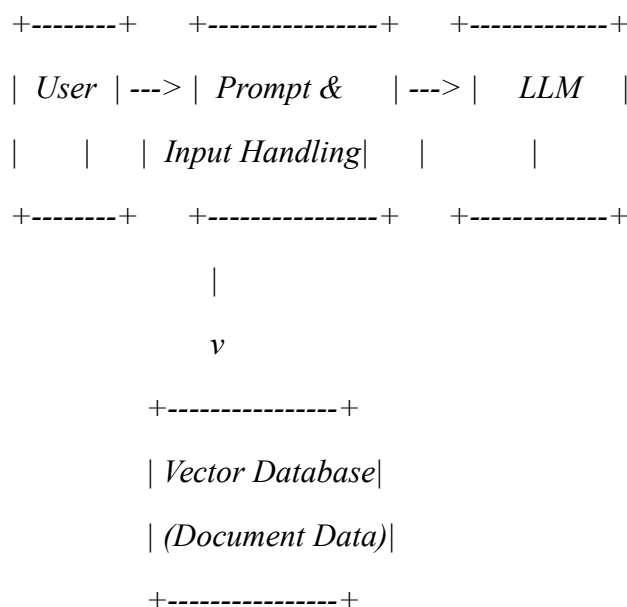 +--------+ +----------------+ +-------------+
| User | ---> | Prompt & | ---> | LLM |
| | | Input Handling| | |
+--------+ +----------------+ +-------------+
|
v
+----------------+
| Vector Database|
| (Document Data)|
+----------------+